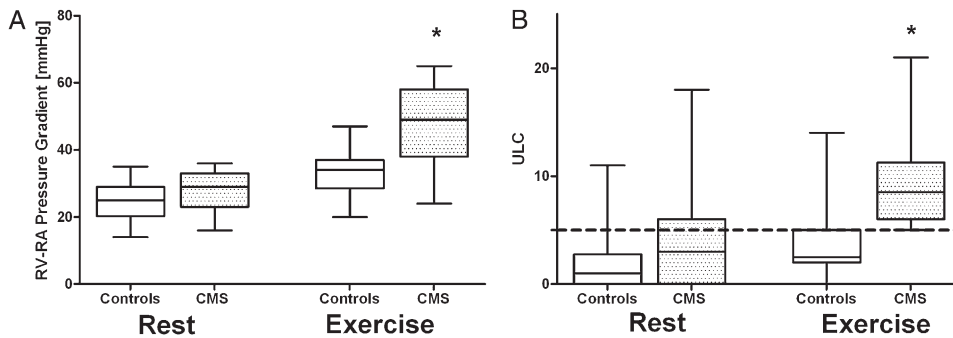 A
RV-RA Pressure Gradient [mmHg]
80
60
40
20
0
*
Controls CMS Controls CMS
Rest Exercise
B
ULC
20
10
0
*
Controls CMS Controls CMS
Rest Exercise